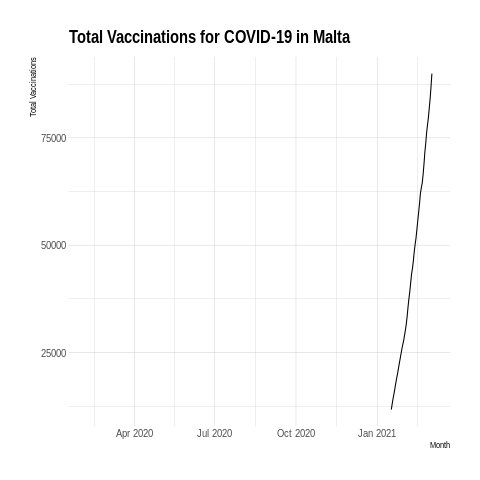 Total Vaccinations for COVID-19 in Malta
Total Vaccinations
75000
50000
25000
Apr 2020 Jul 2020 Oct 2020 Jan 2021
Month